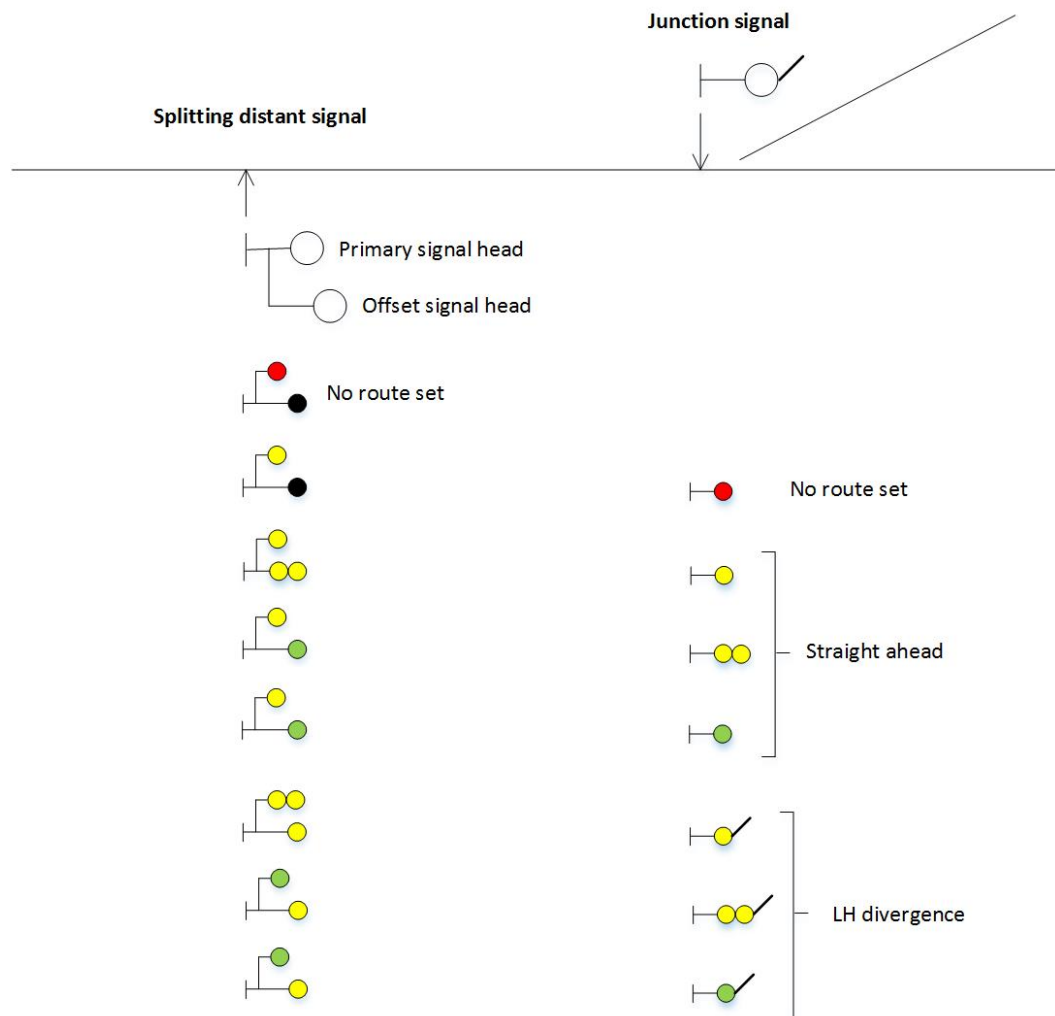 Junction signal
Splitting distant signal
Primary signal head
Offset signal head
No route set
No route set
Straight ahead
LH divergence